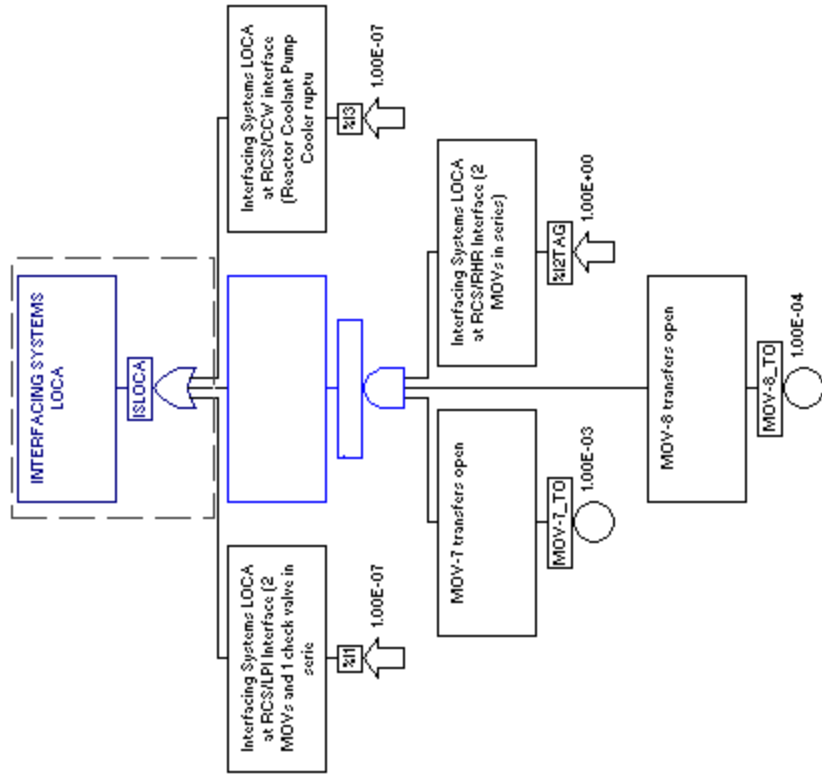 INTERFACING SYSTEMS
LOCA
ISLOCA
Interfacing Systems LOCA
at RCS/LPI Interface (2
MOVs and 1 check valve in
serie
%I1
1.00E-07
Interfacing Systems LOCA
at RCS/CCW interface
(Reactor Coolant Pump
Cooler ruptu
%I3
1.00E-07
MOV-7 transfers open
MOV-7_TO
1.00E-03
Interfacing Systems LOCA
at RCS/RHR Interface (2
MOVs in series)
%I2TAG
1.00E+00
MOV-8 transfers open
MOV-8_TO
1.00E-04